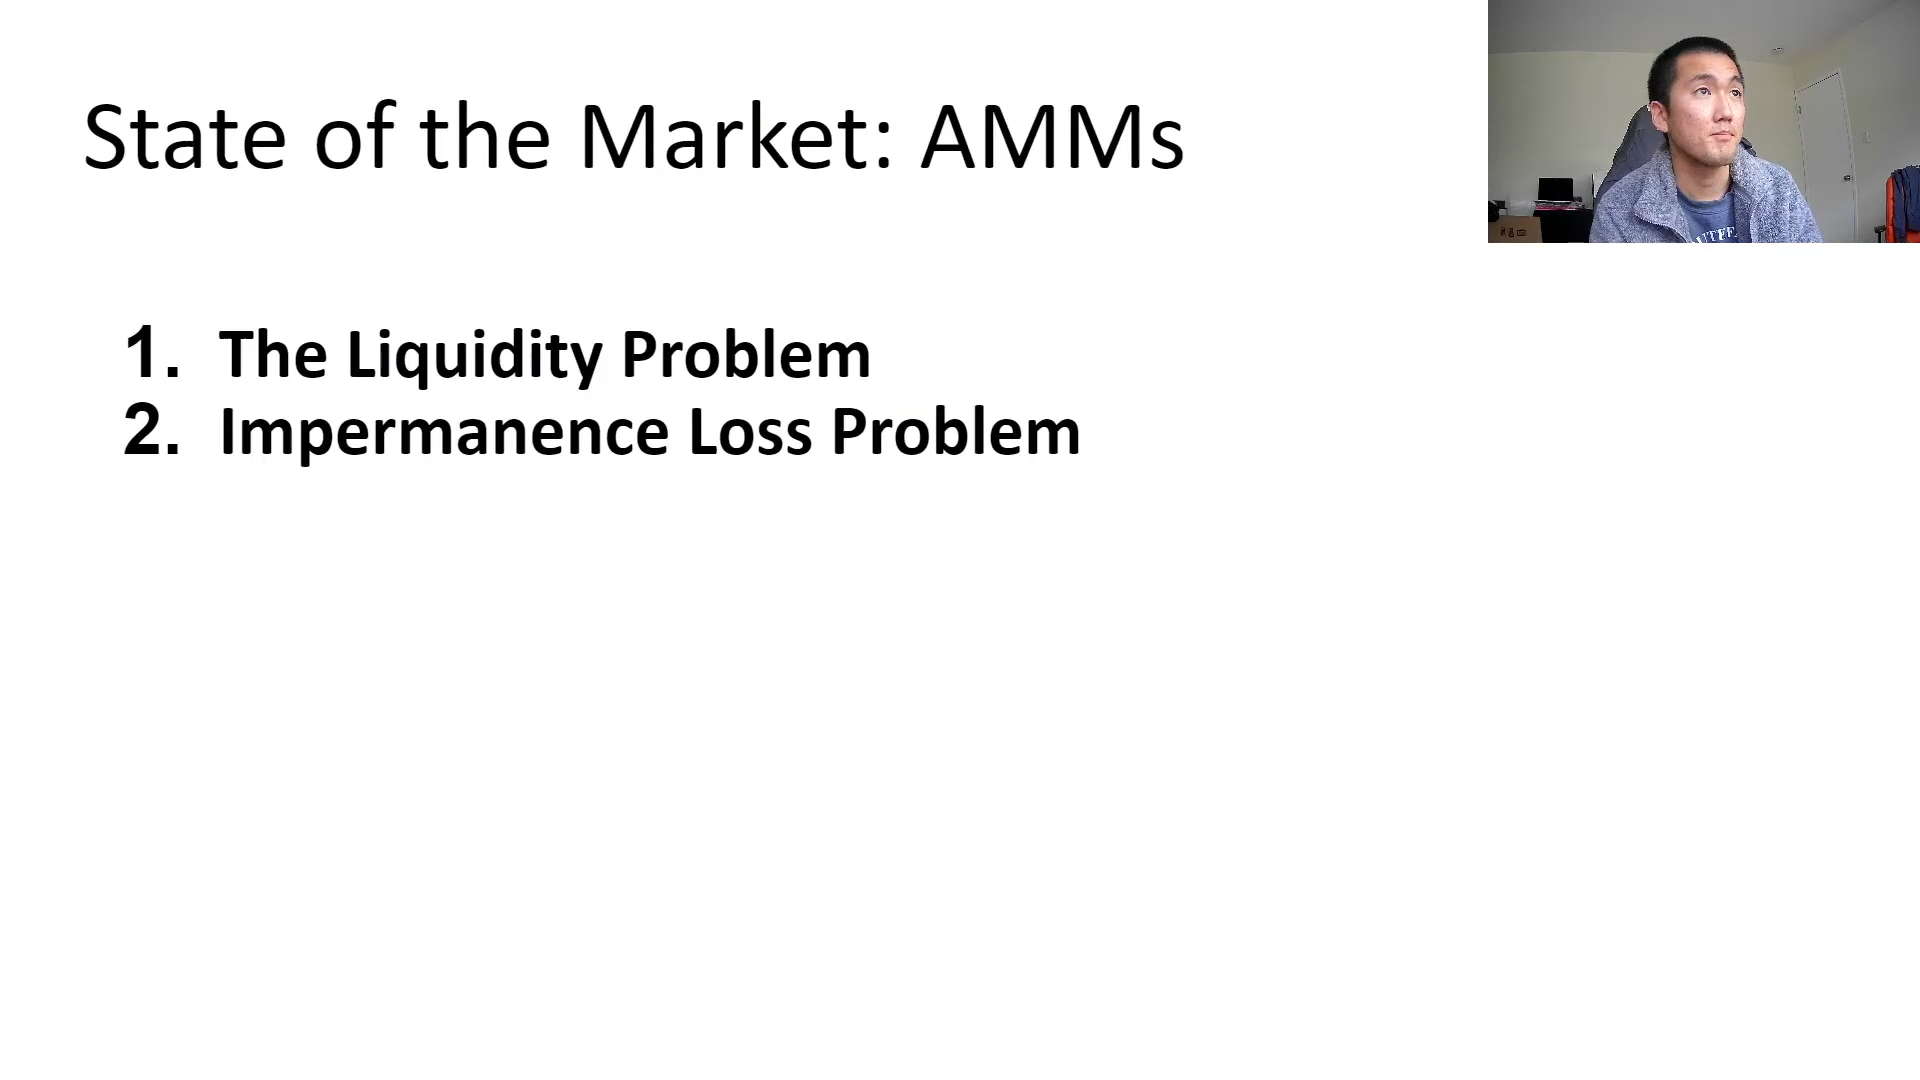 State of the Market: AMMs
1. The Liquidity Problem
2. Impermanence Loss Problem